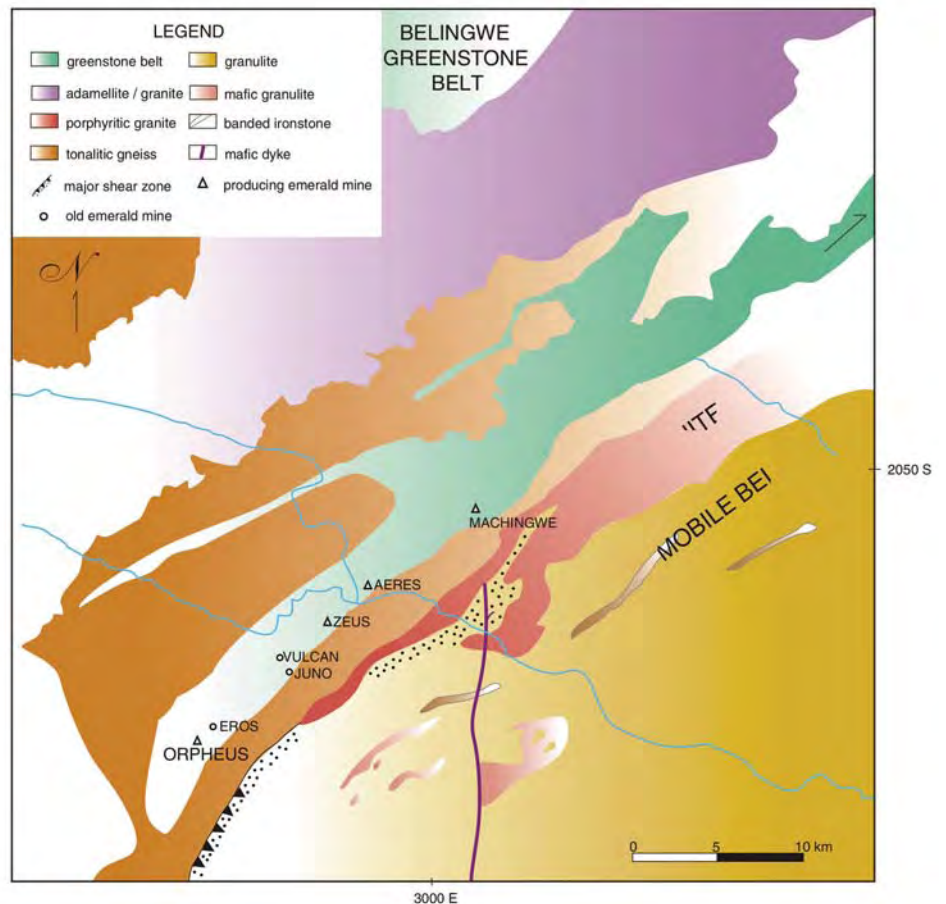 LEGEND
greenstone belt
granulite
adamellite / granite
mafic granulite
porphyritic granite
banded ironstone
tonalitic gneiss
mafic dyke
major shear zone
producing emerald mine
old emerald mine
BELINGWE
GREENSTONE
BELT
N
2050 S
MOBILE BEI
MACHINGWE
AERES
ZEUS
VULCAN
JUNO
EROS
ORPHEUS
0 5 10 km
3000 E